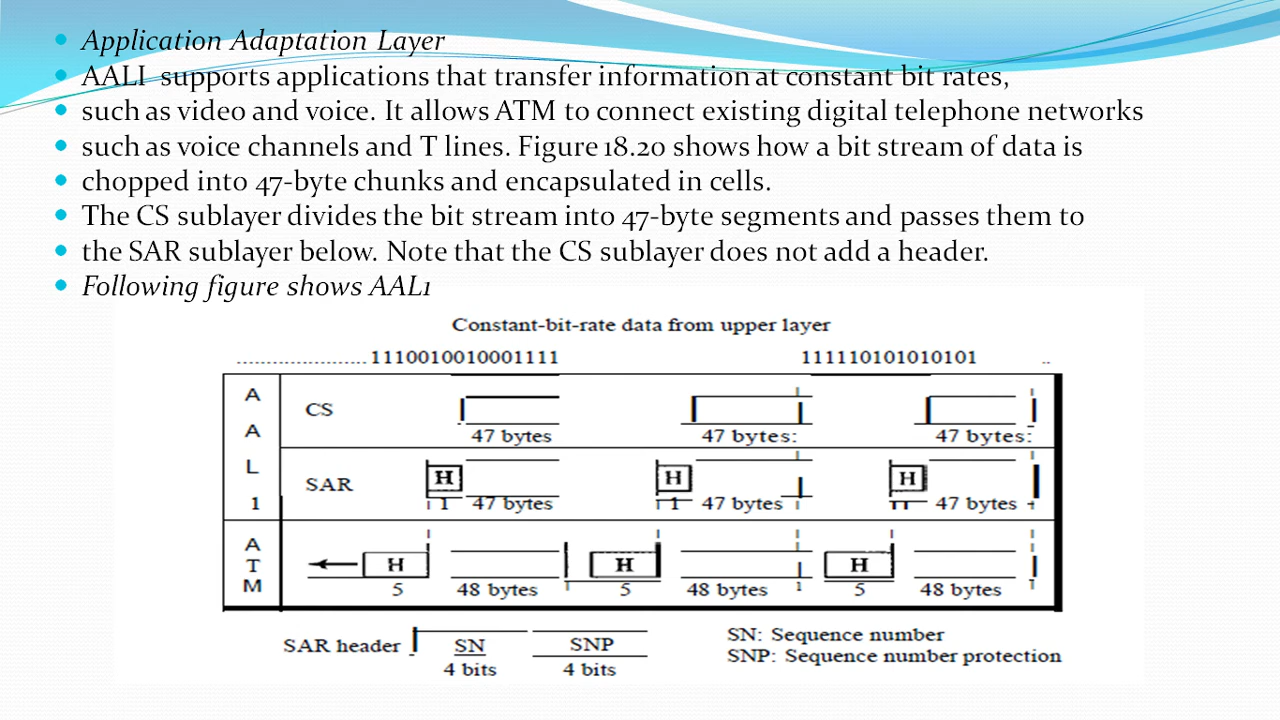 Application Adaptation Layer
AALI supports applications that transfer information at constant bit rates,
such as video and voice. It allows ATM to connect existing digital telephone networks
such as voice channels and T lines. Figure 18.20 shows how a bit stream of data is
chopped into 47-byte chunks and encapsulated in cells.
The CS sublayer divides the bit stream into 47-byte segments and passes them to
the SAR sublayer below. Note that the CS sublayer does not add a header.
Following figure shows AAL1
Constant-bit-rate data from upper layer
...................... 1110010010001111 111110101010101 ..
A A L 1
CS
47 bytes 47 bytes: 47 bytes:
SAR
H H H
1 47 bytes 1 47 bytes 11 47 bytes
A T M
H H H
5 48 bytes 5 48 bytes 5 48 bytes
SAR header SN SNP
4 bits 4 bits
SN: Sequence number
SNP: Sequence number protection